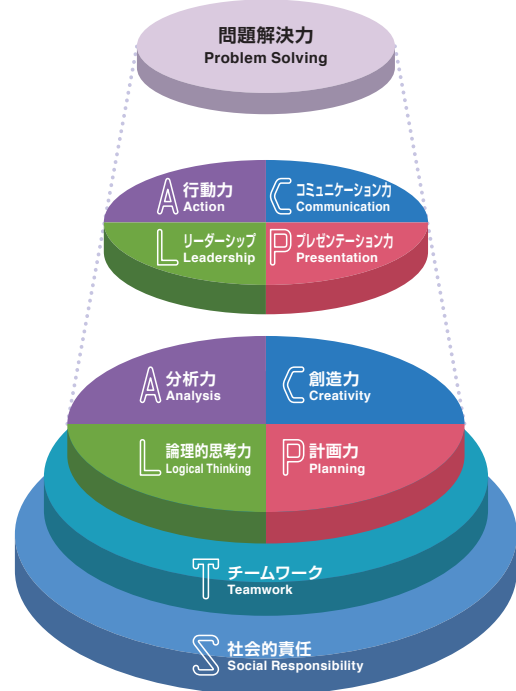 問題解決力
Problem Solving
A 行動力
Action
C コミュニケーション力
Communication
L リーダーシップ
Leadership
P プレゼンテーション力
Presentation
A 分析力
Analysis
C 創造力
Creativity
L 論理的思考力
Logical Thinking
P 計画力
Planning
T チームワーク
Teamwork
S 社会的責任
Social Responsibility